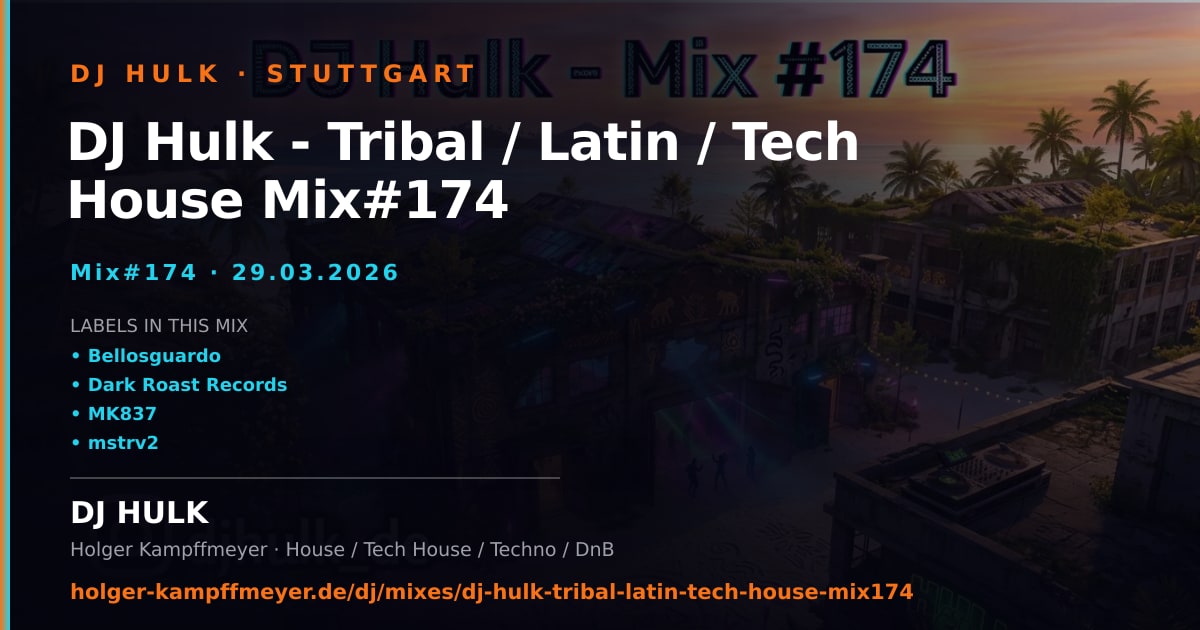 DJ Hulk - Mix #174
DJ HULK · STUTTGART
DJ Hulk - Tribal / Latin / Tech
House Mix#174
Mix#174 · 29.03.2026
LABELS IN THIS MIX
• Bellosguardo
• Dark Roast Records
• MK837
• mstrv2
DJ HULK
djhulk_de
Holger Kampffmeyer · House / Tech House / Techno / DnB
holger-kampffmeyer.de/dj/mixes/dj-hulk-tribal-latin-tech-house-mix174